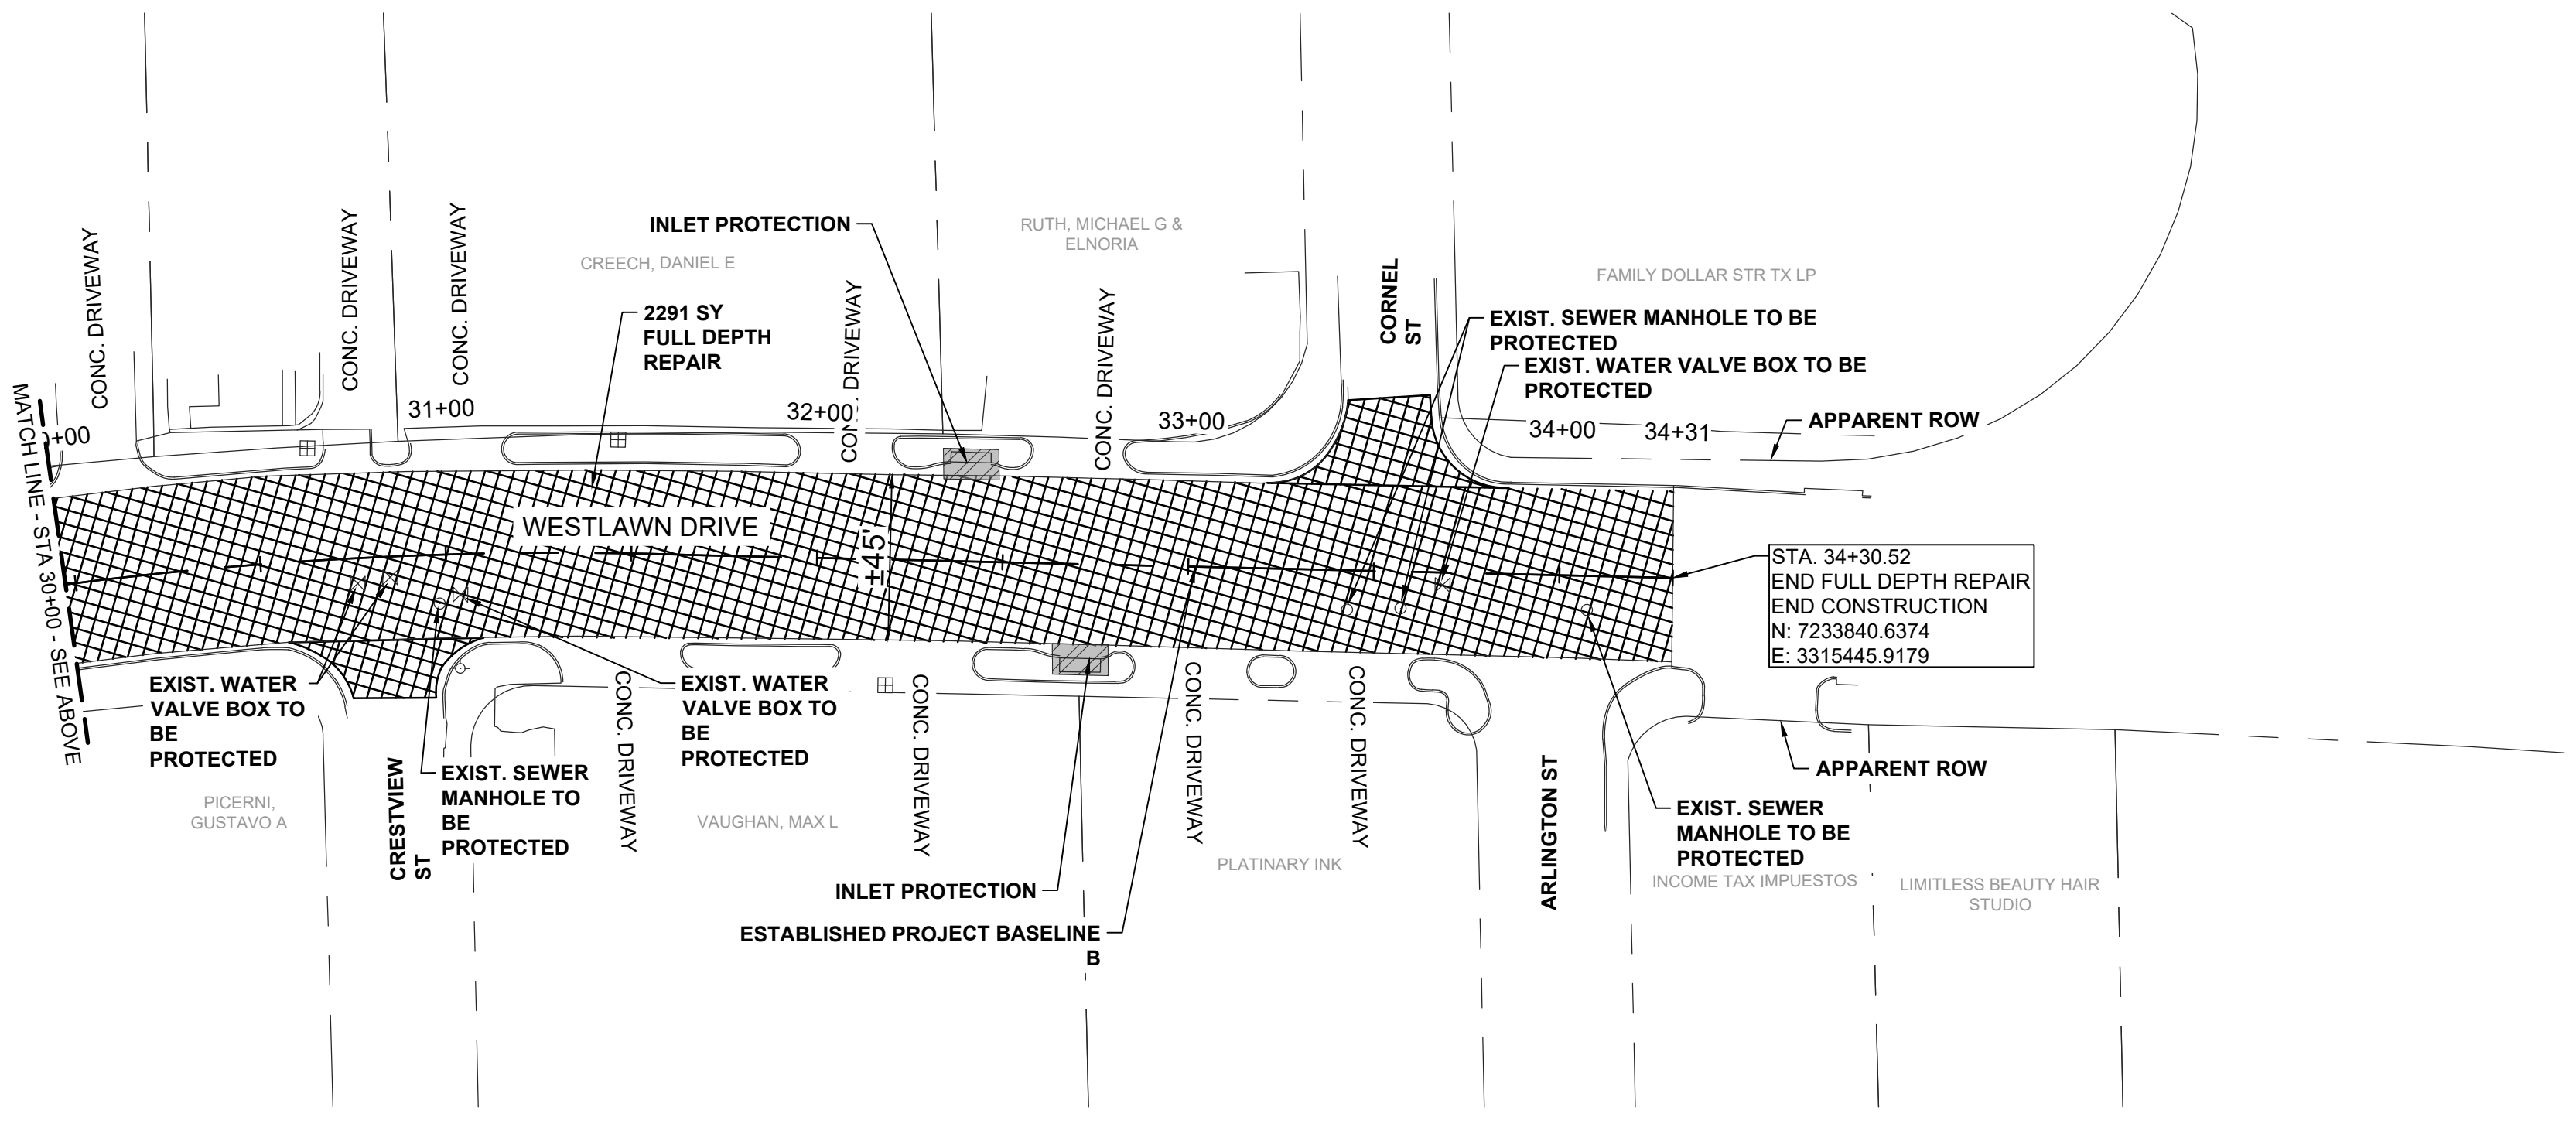 CONC. DRIVEWAY
CONC. DRIVEWAY
CONC. DRIVEWAY
INLET PROTECTION
CREECH, DANIEL E
RUTH, MICHAEL G &
ELNORIA
FAMILY DOLLAR STR TX LP
2291 SY
FULL DEPTH
REPAIR
CONC. DRIVEWAY
CONC. DRIVEWAY
CORNEL
ST
EXIST. SEWER MANHOLE TO BE
PROTECTED
EXIST. WATER VALVE BOX TO BE
PROTECTED
APPARENT ROW
+00
31+00
32+00
33+00
34+00
34+31
MATCH LINE - STA 30+00 - SEE ABOVE
WESTLAWN DRIVE
±45'
STA. 34+30.52
END FULL DEPTH REPAIR
END CONSTRUCTION
N: 7233840.6374
E: 3315445.9179
EXIST. WATER
VALVE BOX TO
BE
PROTECTED
PICERNI,
GUSTAVO A
CRESTVIEW
ST
EXIST. SEWER
MANHOLE TO
BE
PROTECTED
CONC. DRIVEWAY
EXIST. WATER
VALVE BOX TO
BE
PROTECTED
VAUGHAN, MAX L
CONC. DRIVEWAY
INLET PROTECTION
ESTABLISHED PROJECT BASELINE
B
CONC. DRIVEWAY
PLATINARY INK
CONC. DRIVEWAY
ARLINGTON ST
APPARENT ROW
EXIST. SEWER
MANHOLE TO BE
PROTECTED
INCOME TAX IMPUESTOS
LIMITLESS BEAUTY HAIR
STUDIO